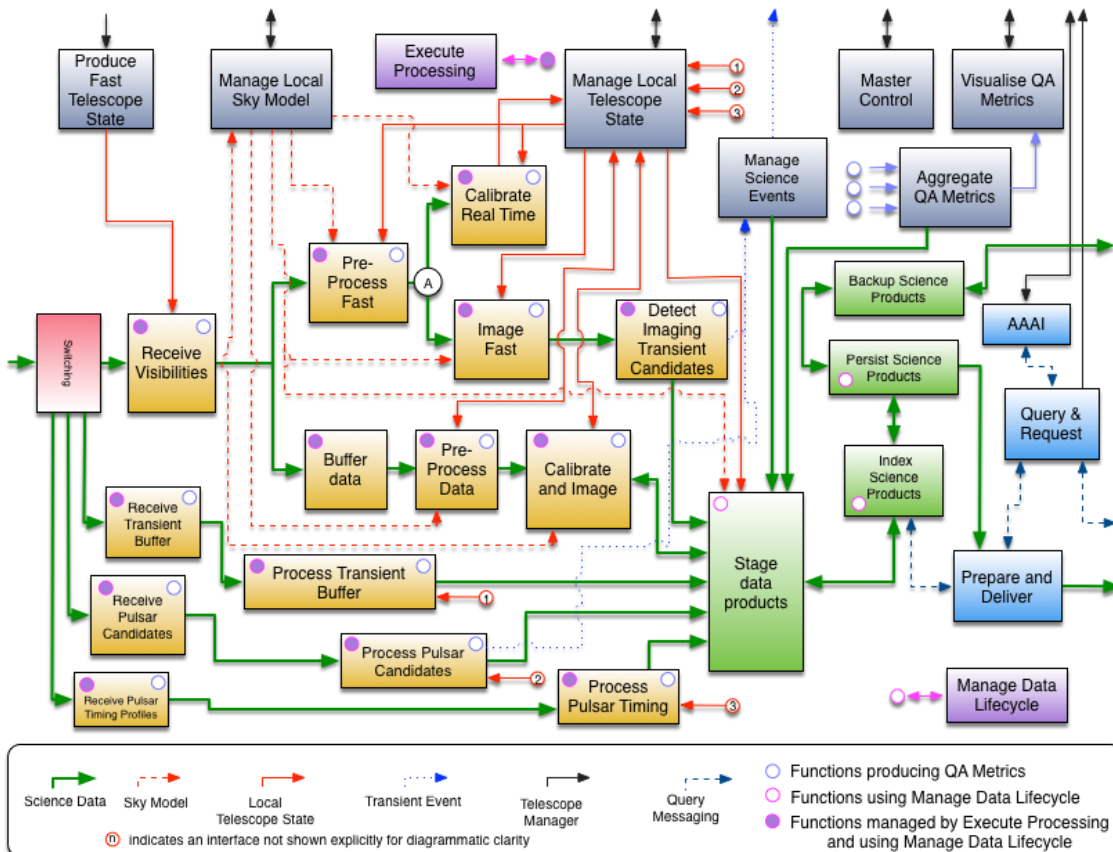 Produce
Fast
Telescope
State
Manage Local
Sky Model
Execute
Processing
Manage Local
Telescope
State
1
2
3
Master
Control
Visualise QA
Metrics
Manage
Science
Events
Aggregate
QA Metrics
Calibrate
Real Time
Pre-
Process
Fast
A
Image
Fast
Detect
Imaging
Transient
Candidates
Backup Science
Products
AAAI
Switching
Receive
Visibilities
Persist Science
Products
Query &
Request
Buffer
data
Pre-
Process
Data
Calibrate
and Image
Index
Science
Products
Receive
Transient
Buffer
Process Transient
Buffer
1
Stage
data
products
Prepare and
Deliver
Receive
Pulsar
Candidates
Process Pulsar
Candidates
2
Receive Pulsar
Timing Profiles
Process
Pulsar Timing
3
Manage Data
Lifecycle
Science Data
Sky Model
Local
Telescope State
Transient Event
Telescope
Manager
Query
Messaging
Functions producing QA Metrics
Functions using Manage Data Lifecycle
Functions managed by Execute Processing
and using Manage Data Lifecycle
n indicates an interface not shown explicitly for diagrammatic clarity